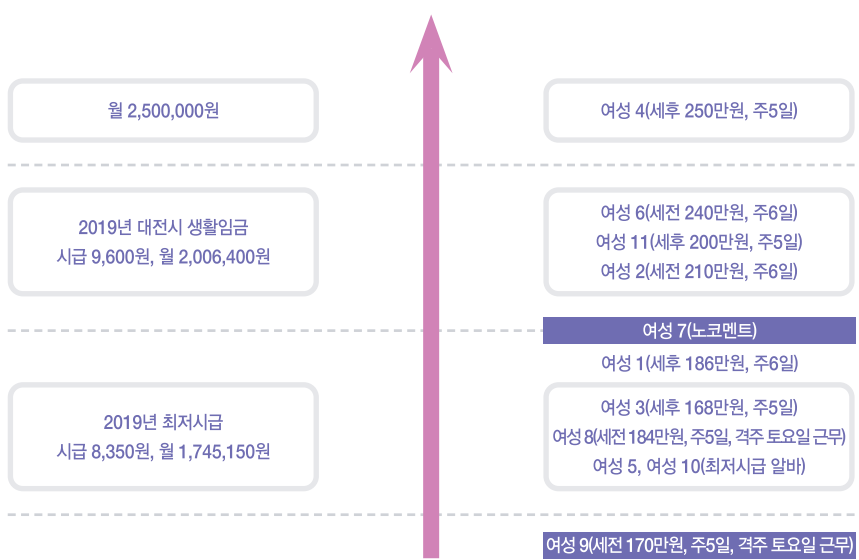 월 2,500,000원
여성 4(세후 250만원, 주5일)
2019년 대전시 생활임금
시급 9,600원, 월 2,006,400원
여성 6(세전 240만원, 주6일)
여성 11(세후 200만원, 주5일)
여성 2(세전 210만원, 주6일)
여성 7(노코멘트)
여성 1(세후 186만원, 주6일)
2019년 최저시급
시급 8,350원, 월 1,745,150원
여성 3(세후 168만원, 주5일)
여성 8(세전 184만원, 주5일, 격주 토요일 근무)
여성 5, 여성 10(최저시급 알바)
여성 9(세전 170만원, 주5일, 격주 토요일 근무)